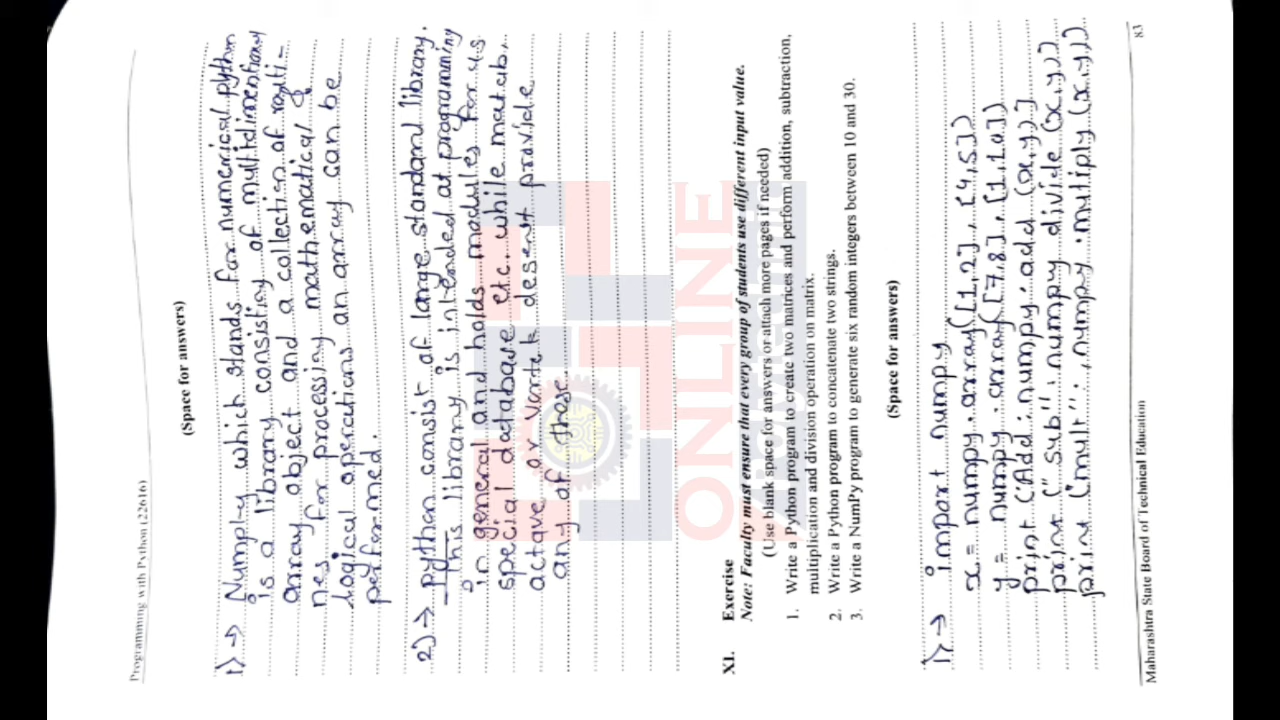 Programming with Python (22616)
(Space for answers)
1) → Numpy which stands for numerical python
is a library consisting of multidimentionay
array object and a collection of routi-
nes for processing mathematical &
logical operations an array can be
performed.
2) → python consist of large standard library.
This library is intended at programming
in general and holds modules for u.s
special database etc. while matab,
actave or vartek desent provide
any of these
XI. Exercise
Note: Faculty must ensure that every group of students use different input value.
(Use blank space for answers or attach more pages if needed)
1. Write a Python program to create two matrices and perform addition, subtraction,
multiplication and division operation on matrix.
2. Write a Python program to concatenate two strings.
3. Write a NumPy program to generate six random integers between 10 and 30.
(Space for answers)
1) → import numpy
x = numpy.array([1,2], [4,5])
y = numpy.array([7,8], [1,10])
print (Add: numpy.add (x,y)]
print ("sub": numpy divide (x,y))
print ("mult": ,numpy.multiply (x,y))
Maharashtra State Board of Technical Education 83
ONLINE